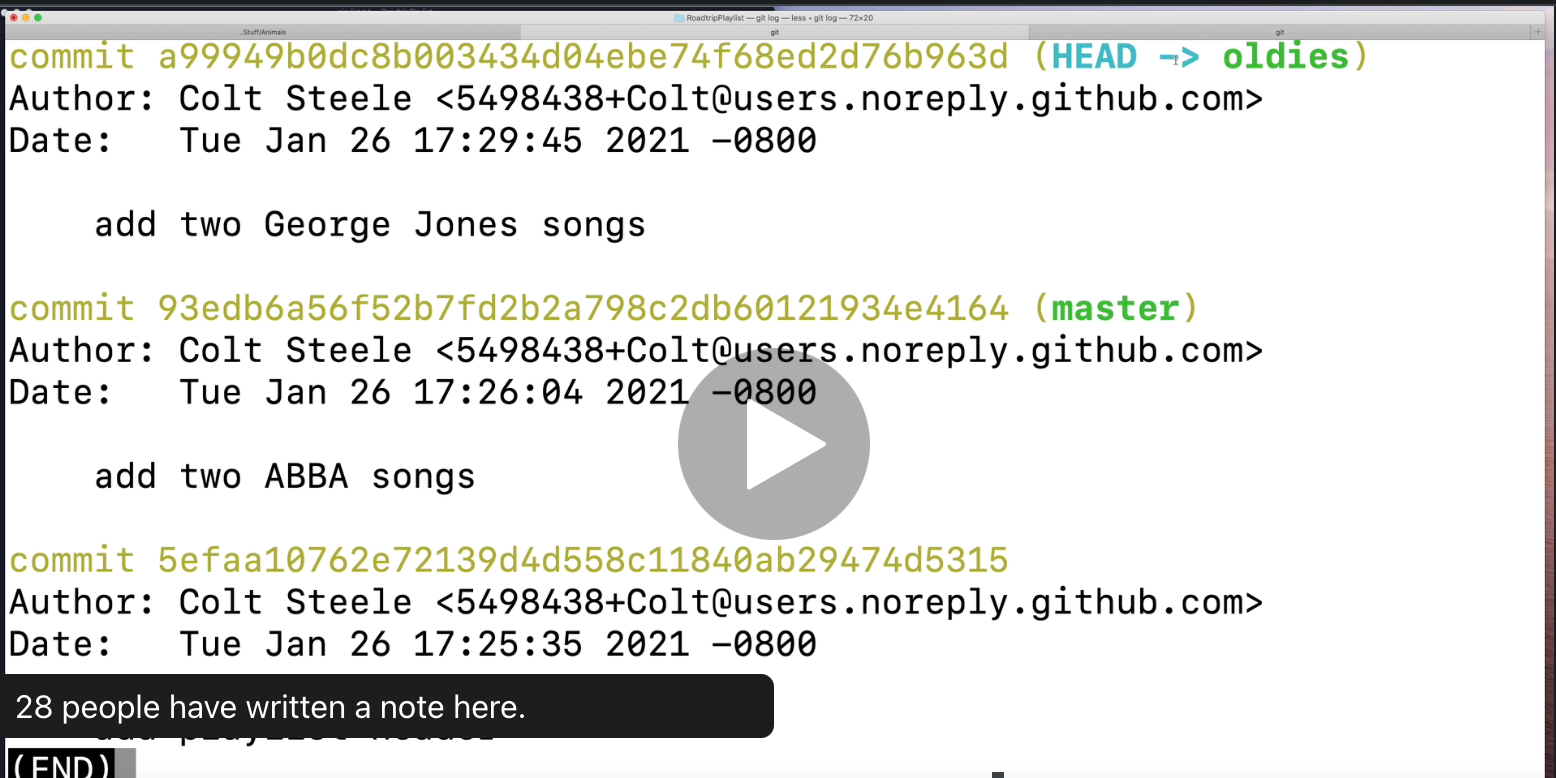 RoadtripPlaylist — git log — less • git log — 72×20
..Stuff/Animals git git
commit a99949b0dc8b003434d04ebe74f68ed2d76b963d (HEAD -> oldies)
Author: Colt Steele <5498438+Colt@users.noreply.github.com>
Date:   Tue Jan 26 17:29:45 2021 -0800
add two George Jones songs
commit 93edb6a56f52b7fd2b2a798c2db60121934e4164 (master)
Author: Colt Steele <5498438+Colt@users.noreply.github.com>
Date:   Tue Jan 26 17:26:04 2021 -0800
add two ABBA songs
commit 5efaa10762e72139d4d558c11840ab29474d5315
Author: Colt Steele <5498438+Colt@users.noreply.github.com>
Date:   Tue Jan 26 17:25:35 2021 -0800
28 people have written a note here.
(END)